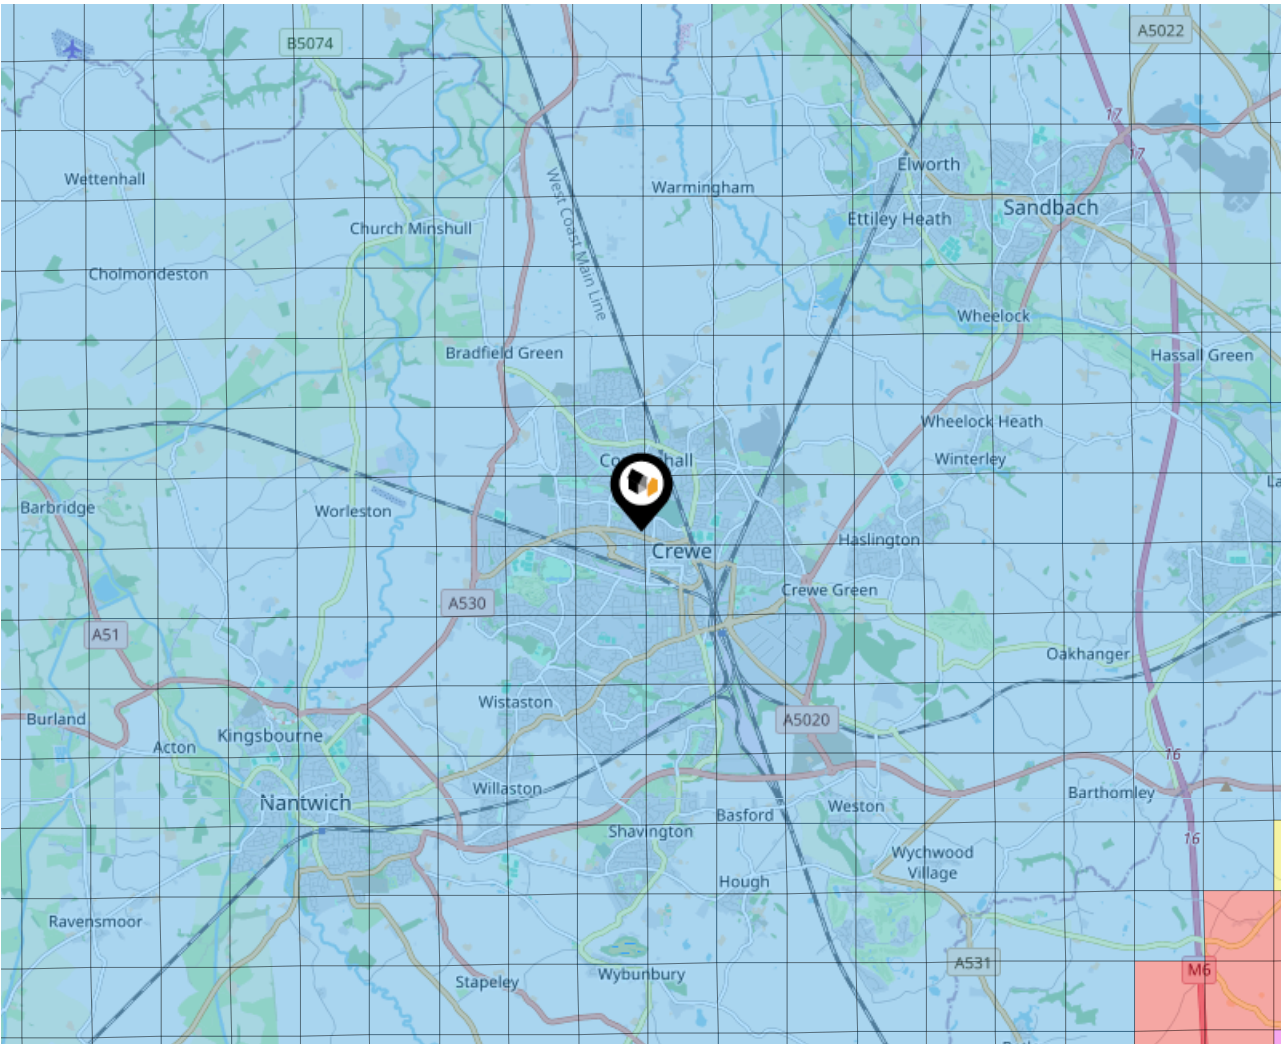 A5022
B5074
17
17
Elworth
Wettenhall
Warmingham
West Coast Main Line
Sandbach
Ettiley Heath
Church Minshull
Cholmondeston
Wheelock
Bradfield Green
Hassall Green
Wheelock Heath
Winterley
Barbridge
Worleston
Haslington
Crewe
Crewe Green
A530
A51
Oakhanger
Wistaston
Burland
A5020
Kingsbourne
Acton
16
Willaston
Barthomley
Nantwich
Weston
Basford
Shavington
16
Wychwood
Village
Hough
Ravensmoor
A531
M6
Wybunbury
Stapeley